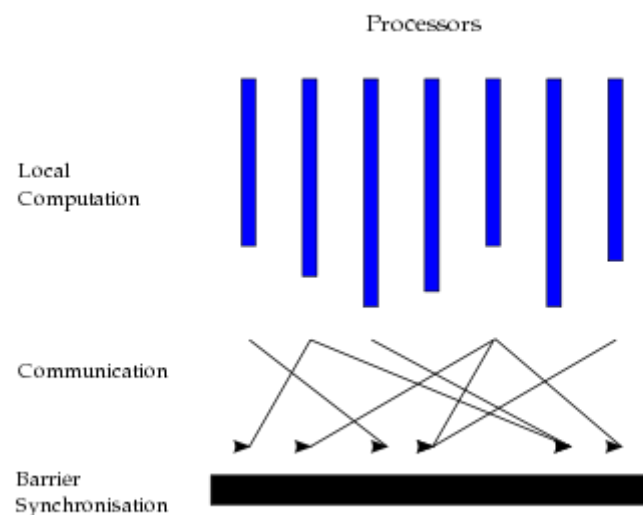 Processors
Local
Computation
Communication
Barrier
Synchronisation